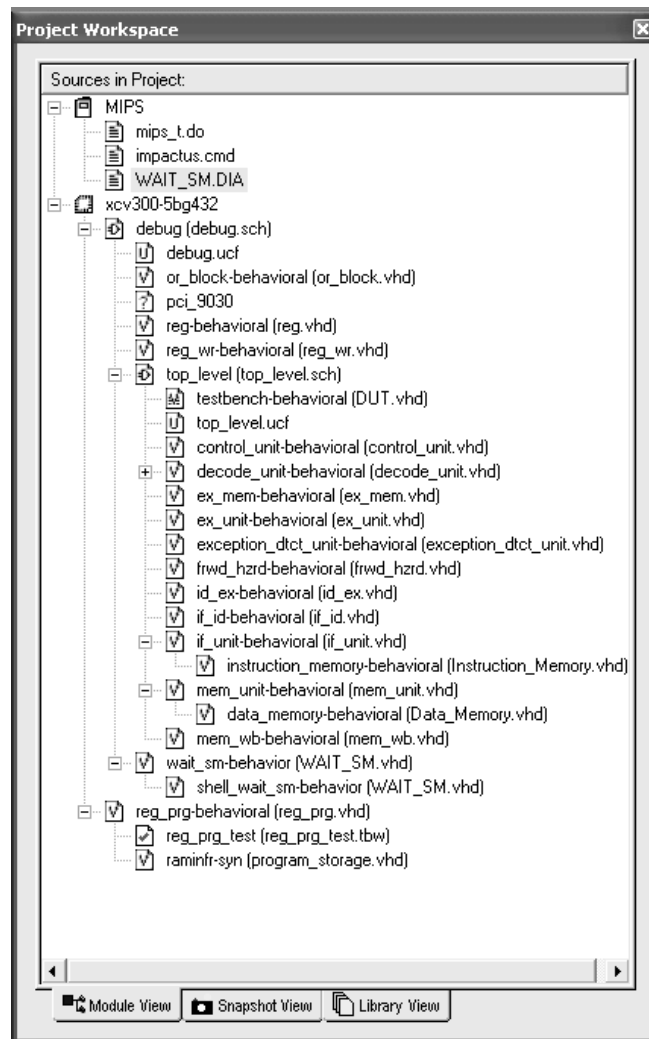 Project Workspace
Sources in Project:
MIPS
mips_t.do
impactus.cmd
WAIT_SM.DIA
xcv300-5bg432
debug (debug.sch)
debug.ucf
or_block-behavioral (or_block.vhd)
pci_9030
reg-behavioral (reg.vhd)
reg_wr-behavioral (reg_wr.vhd)
top_level (top_level.sch)
testbench-behavioral (DUT.vhd)
top_level.ucf
control_unit-behavioral (control_unit.vhd)
decode_unit-behavioral (decode_unit.vhd)
ex_mem-behavioral (ex_mem.vhd)
ex_unit-behavioral (ex_unit.vhd)
exception_dtct_unit-behavioral (exception_dtct_unit.vhd)
frwd_hzrd-behavioral (frwd_hzrd.vhd)
id_ex-behavioral (id_ex.vhd)
if_id-behavioral (if_id.vhd)
if_unit-behavioral (if_unit.vhd)
instruction_memory-behavioral (Instruction_Memory.vhd)
mem_unit-behavioral (mem_unit.vhd)
data_memory-behavioral (Data_Memory.vhd)
mem_wb-behavioral (mem_wb.vhd)
wait_sm-behavior (WAIT_SM.vhd)
shell_wait_sm-behavior (WAIT_SM.vhd)
reg_prg-behavioral (reg_prg.vhd)
reg_prg_test (reg_prg_test.tbw)
raminfr-syn (program_storage.vhd)
Module View Snapshot View Library View